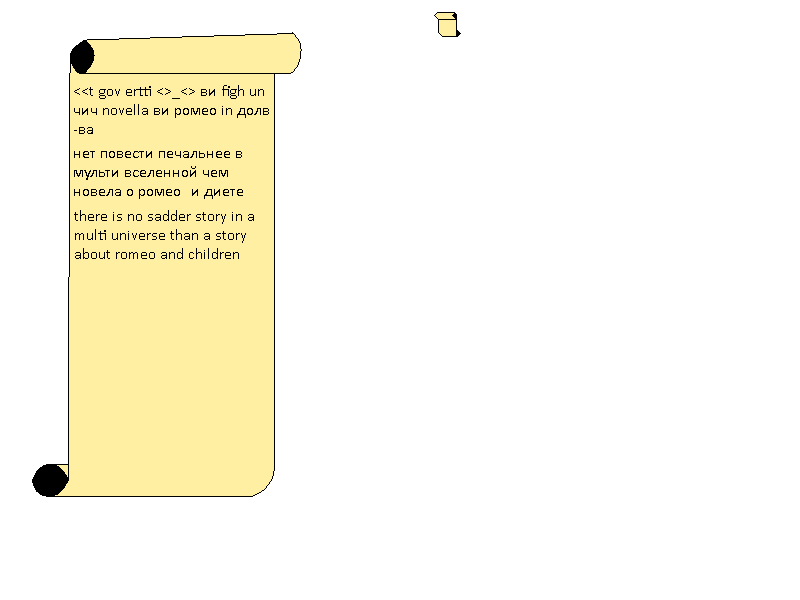 <<t gov ertti <>_<> ви figh un
чич novella ви ромео in долв
-ва
нет повести печальнее в
мульти вселенной чем
новела о ромео и диете
there is no sadder story in a
multi universe than a story
about romeo and children